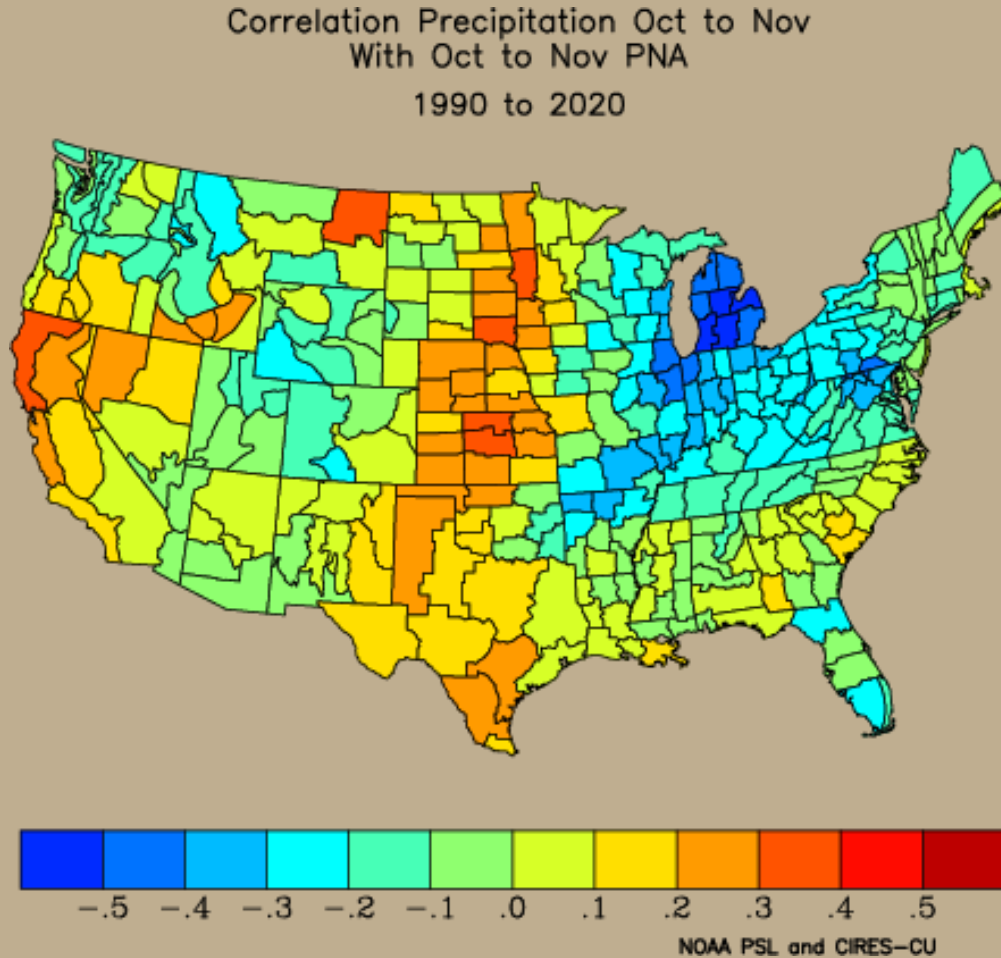 Correlation Precipitation Oct to Nov
With Oct to Nov PNA
1990 to 2020
-.5 -.4 -.3 -.2 -.1 .0 .1 .2 .3 .4 .5
NOAA PSL and CIRES-CU